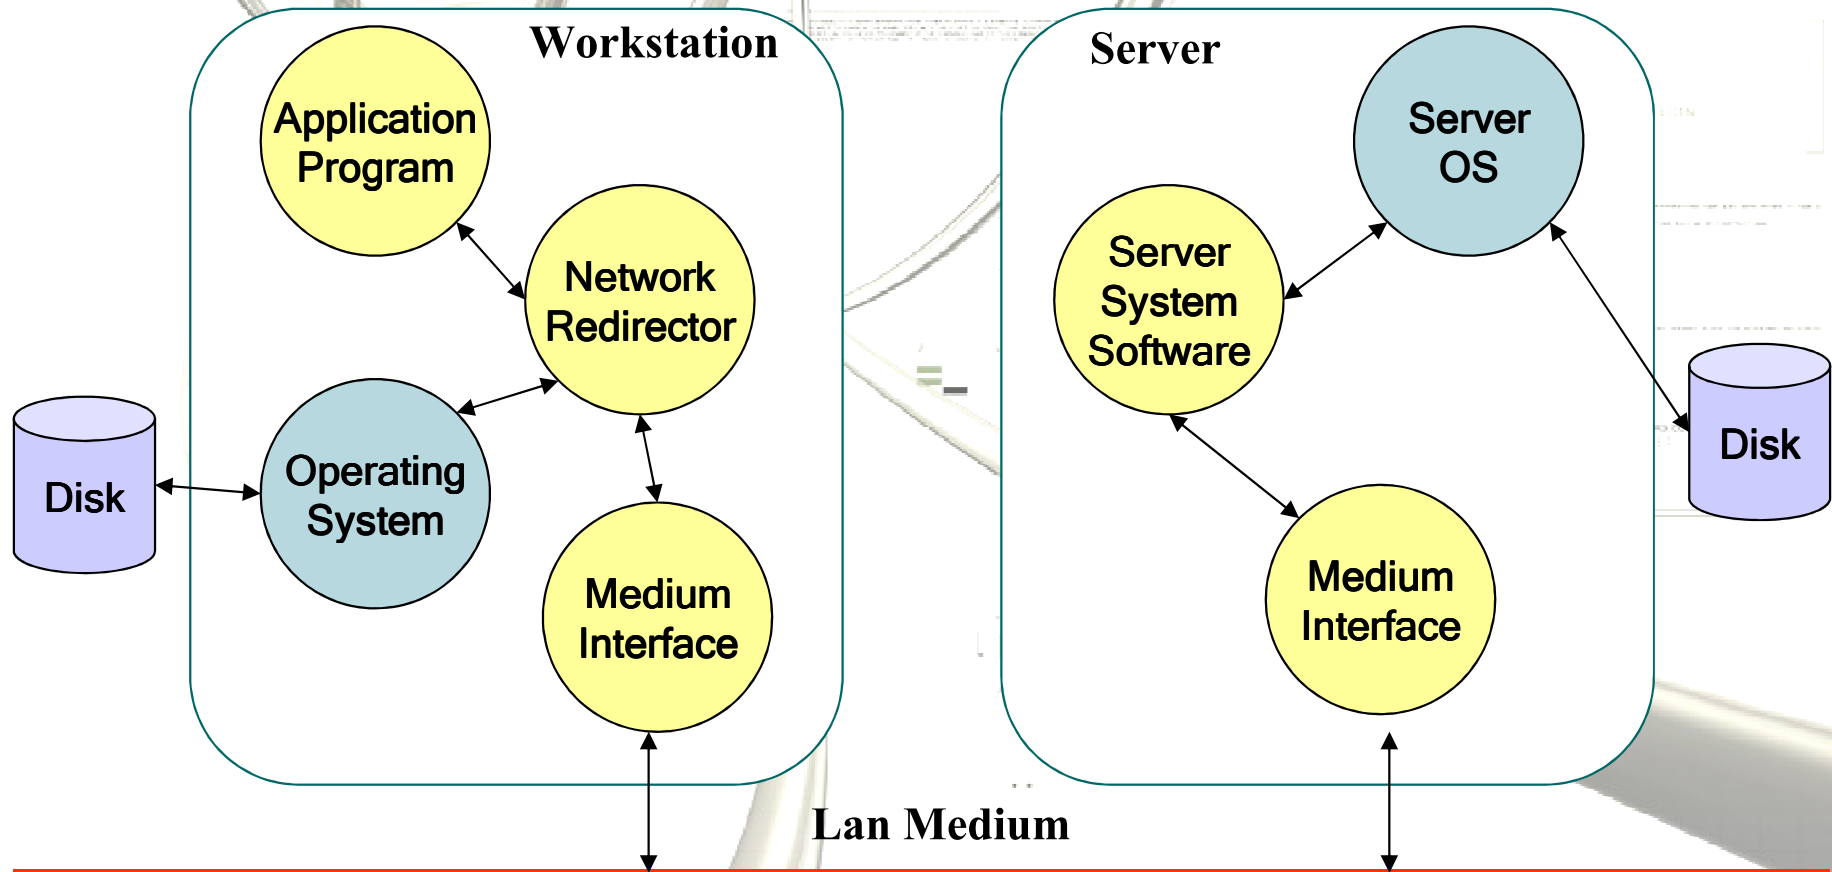 Workstation
Application
Program
Network
Redirector
Disk
Operating
System
Medium
Interface
Server
Server
OS
Server
System
Software
Disk
Medium
Interface
Lan Medium